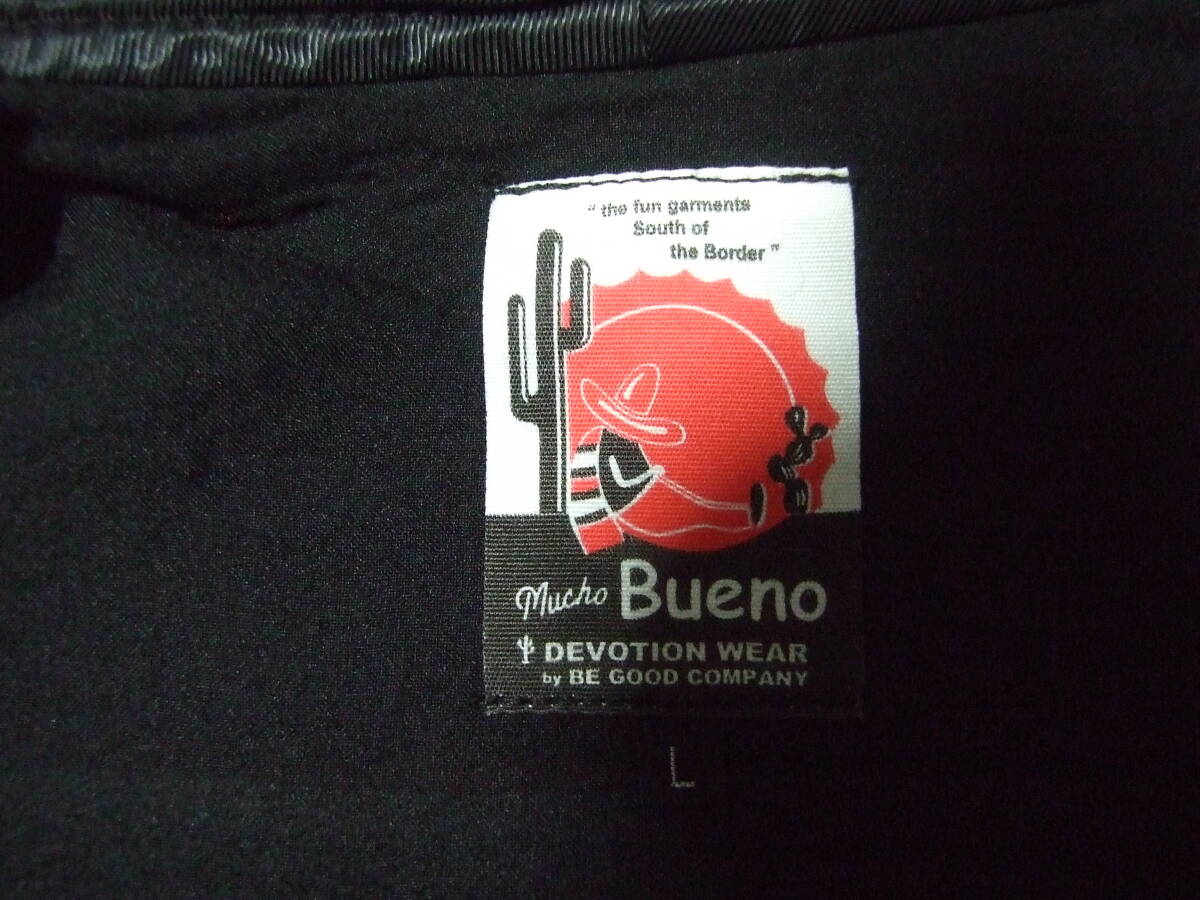 " the fun garments
South of
the Border "
Mucho Bueno
DEVOTION WEAR
by BE GOOD COMPANY
L